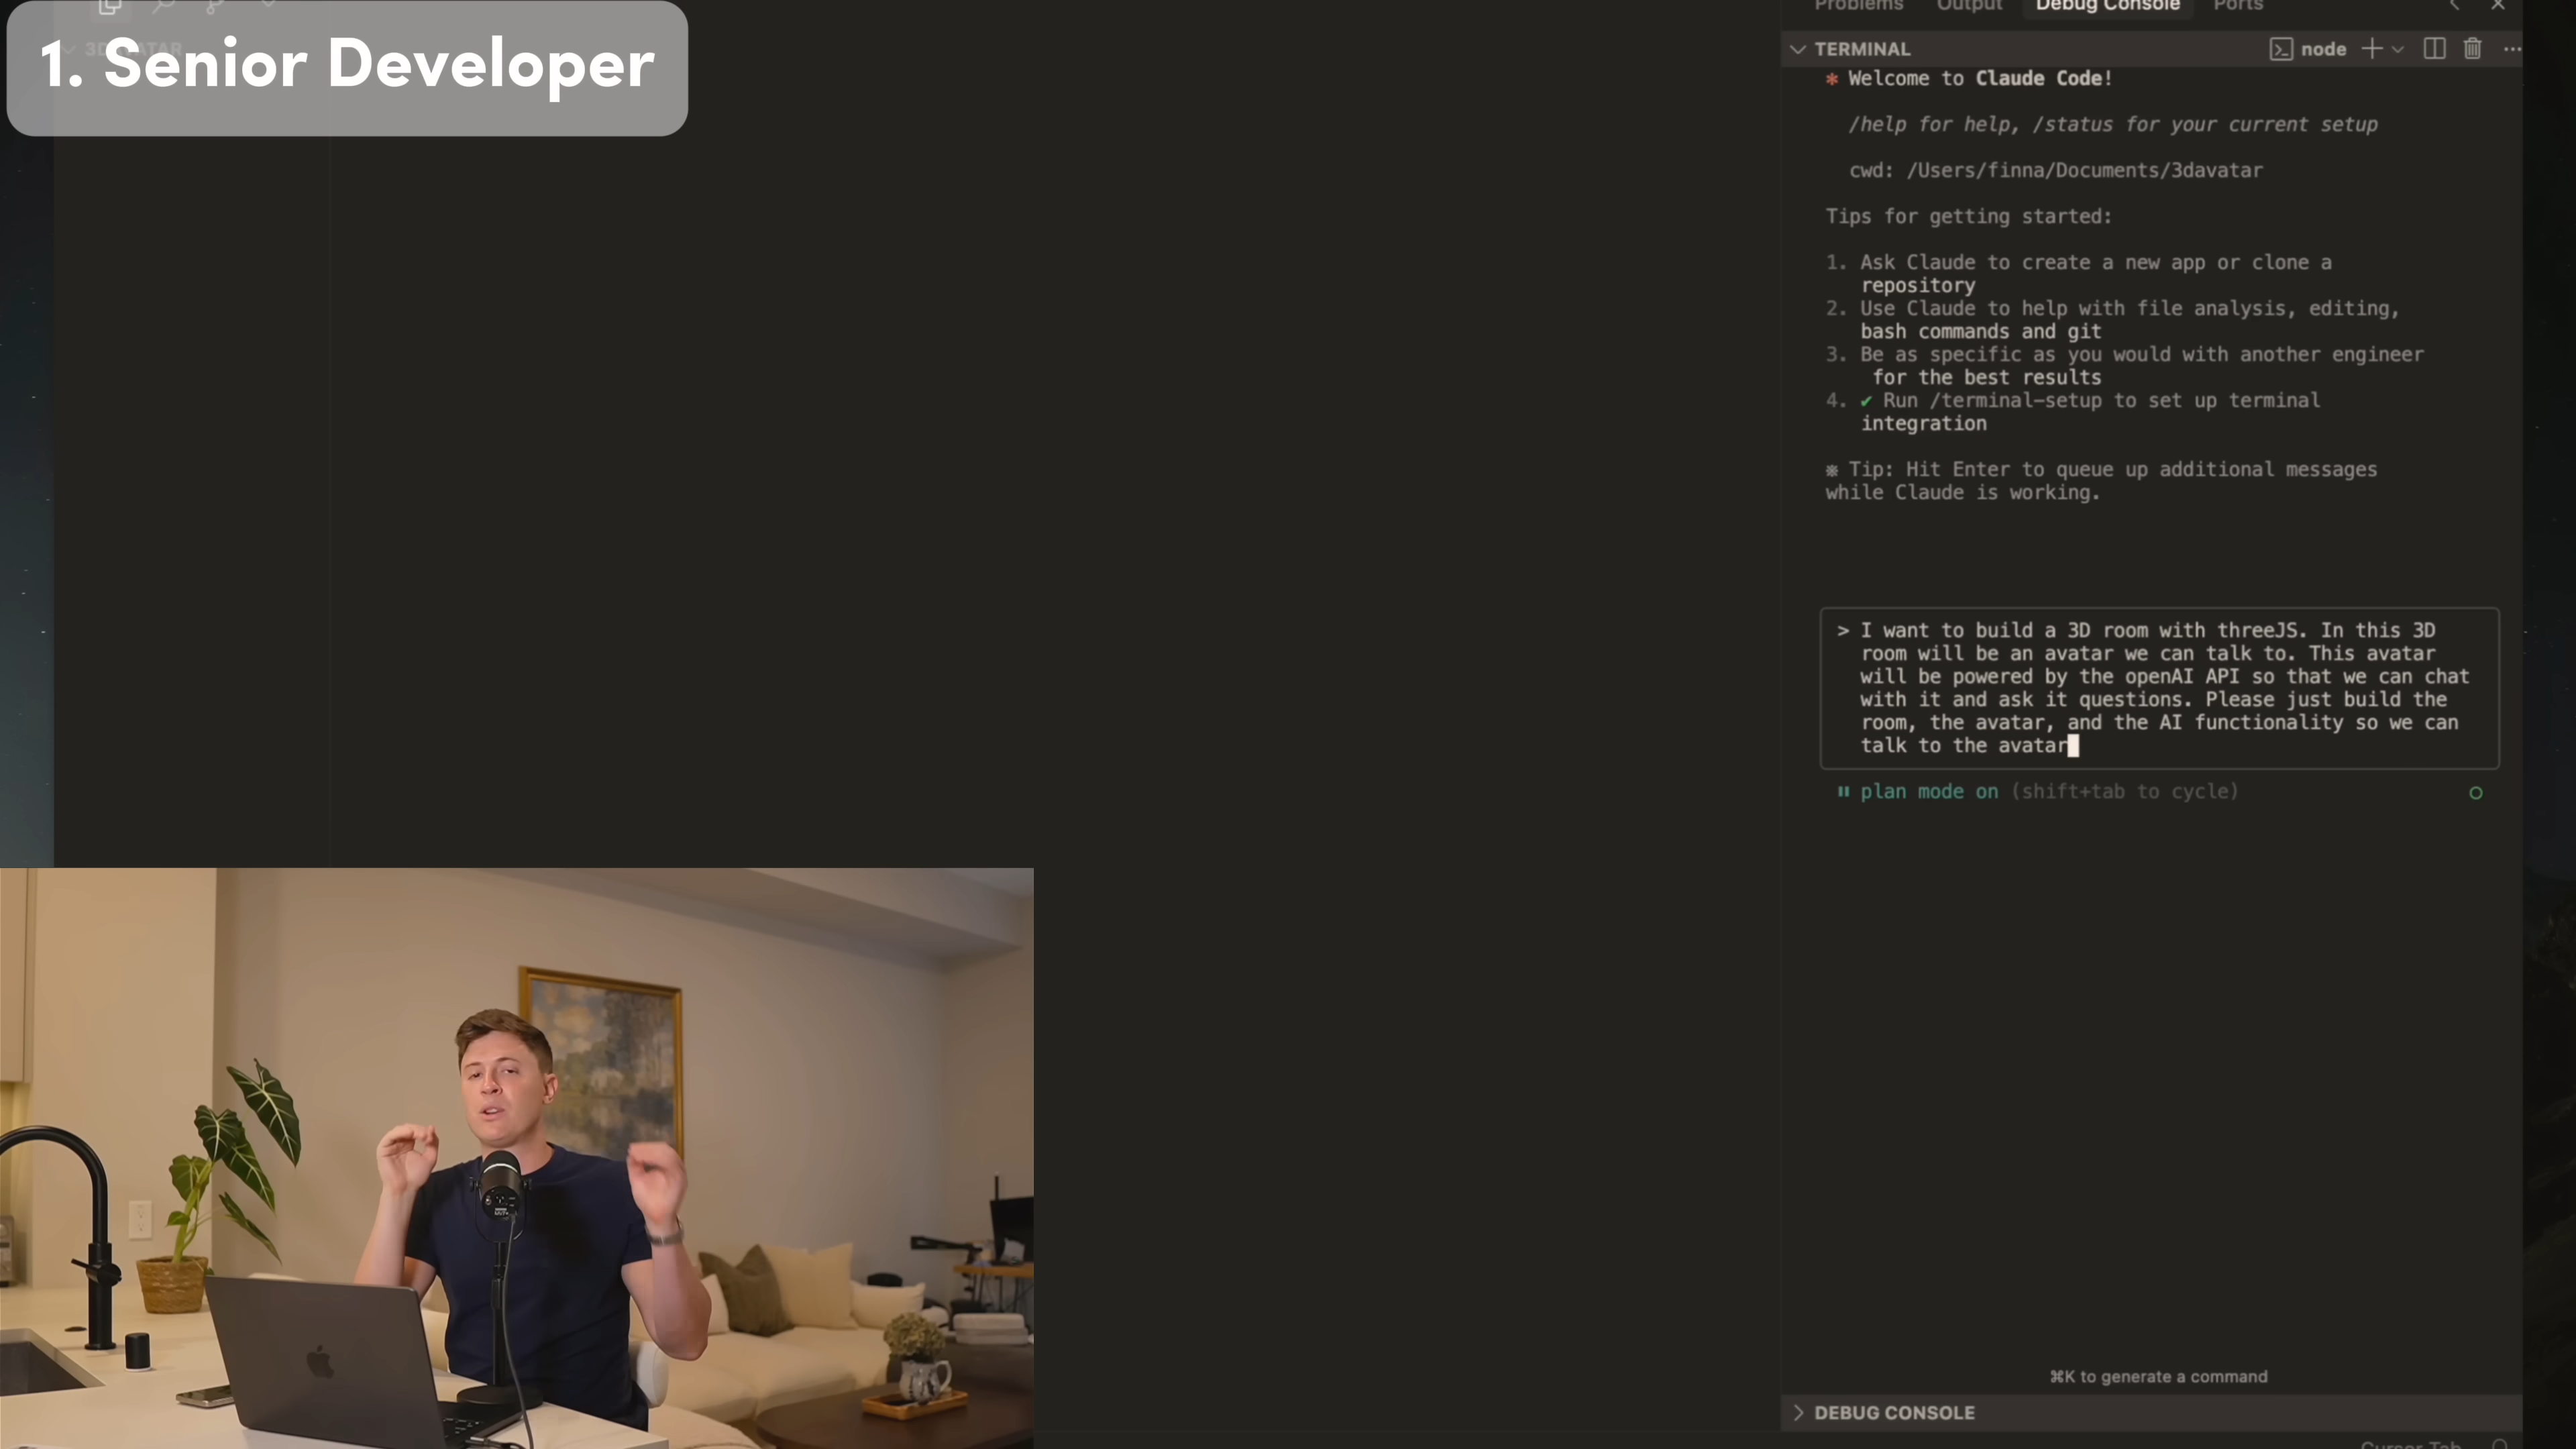 1. Senior Developer
3DAVATAR
Problems Output Debug Console Ports
TERMINAL
node
* Welcome to Claude Code!
/help for help, /status for your current setup
cwd: /Users/finna/Documents/3davatar
Tips for getting started:
1. Ask Claude to create a new app or clone a
repository
2. Use Claude to help with file analysis, editing,
bash commands and git
3. Be as specific as you would with another engineer
for the best results
4. ✔ Run /terminal-setup to set up terminal
integration
※ Tip: Hit Enter to queue up additional messages
while Claude is working.
> I want to build a 3D room with threeJS. In this 3D
room will be an avatar we can talk to. This avatar
will be powered by the openAI API so that we can chat
with it and ask it questions. Please just build the
room, the avatar, and the AI functionality so we can
talk to the avatar
plan mode on (shift+tab to cycle)
⌘K to generate a command
DEBUG CONSOLE
Cursor Tab